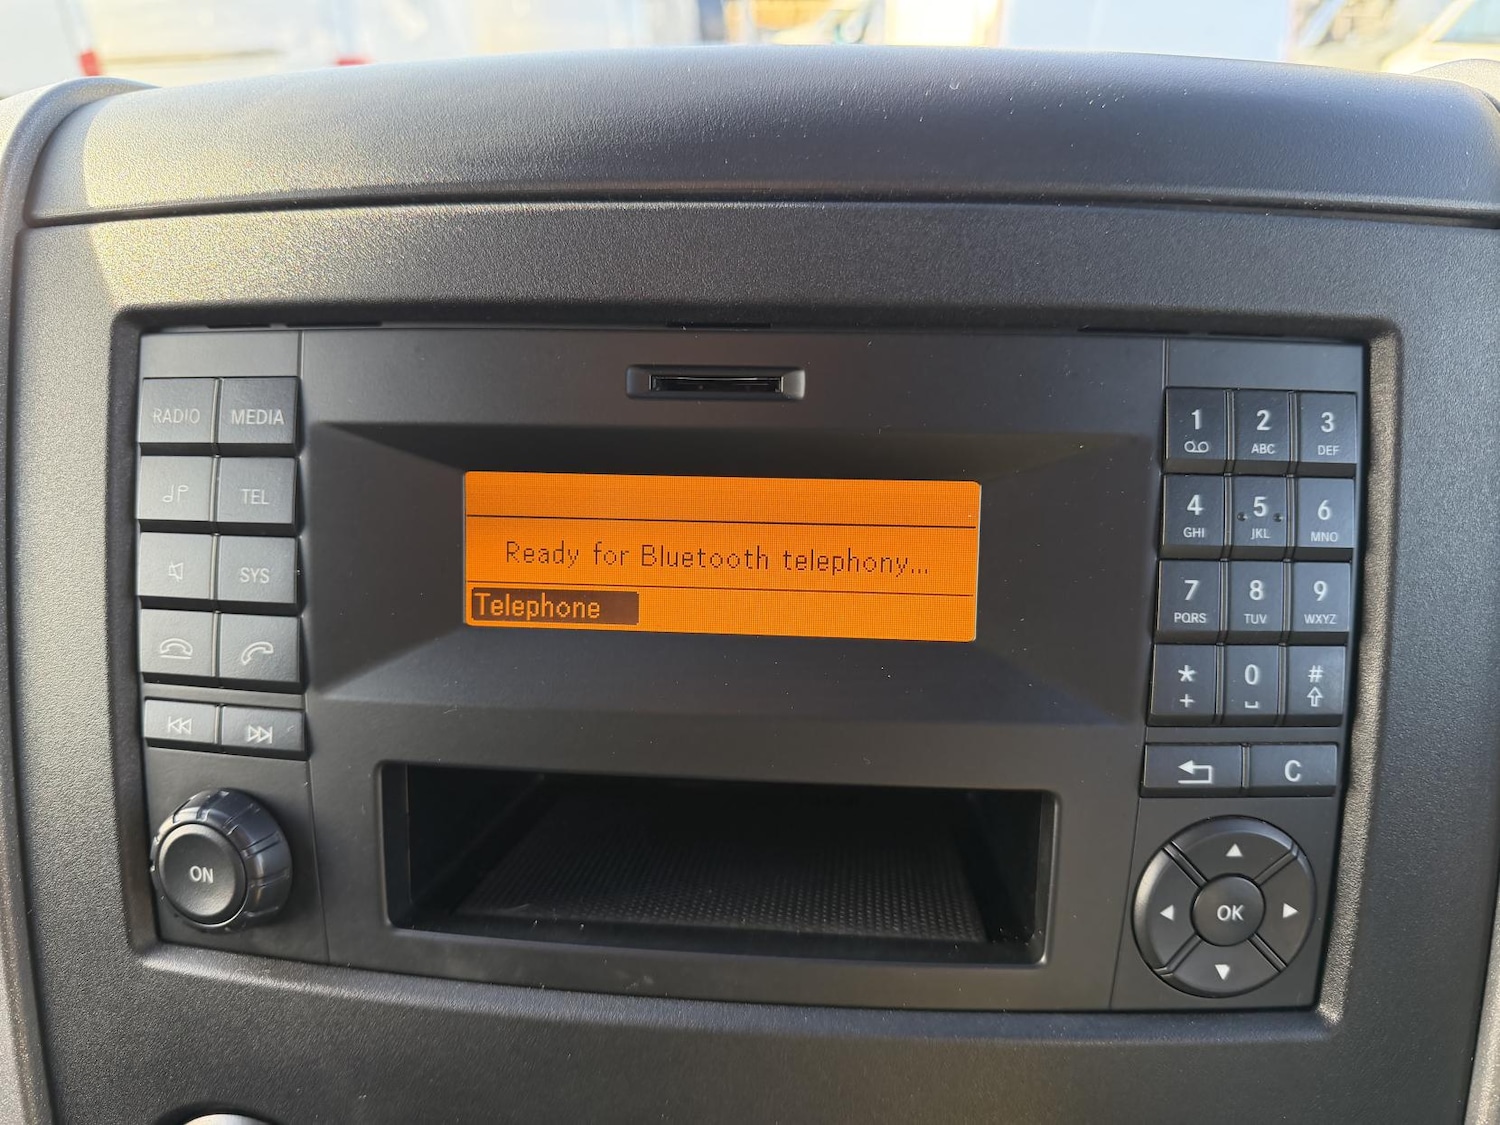 RADIO MEDIA
TEL
SYS
ON
Ready for Bluetooth telephony...
Telephone
1 2 ABC 3 DEF
4 GHI 5 JKL 6 MNO
7 PQRS 8 TUV 9 WXYZ
* + 0 #
C
OK